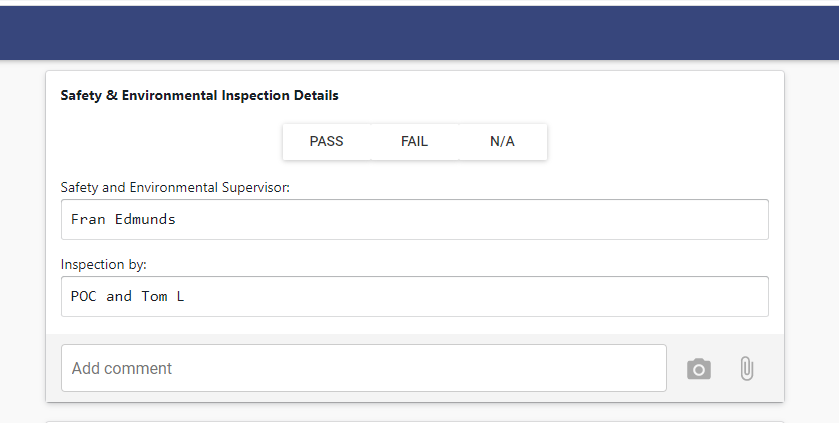 Safety & Environmental Inspection Details
PASS FAIL N/A
Safety and Environmental Supervisor:
Fran Edmunds
Inspection by:
POC and Tom L
Add comment